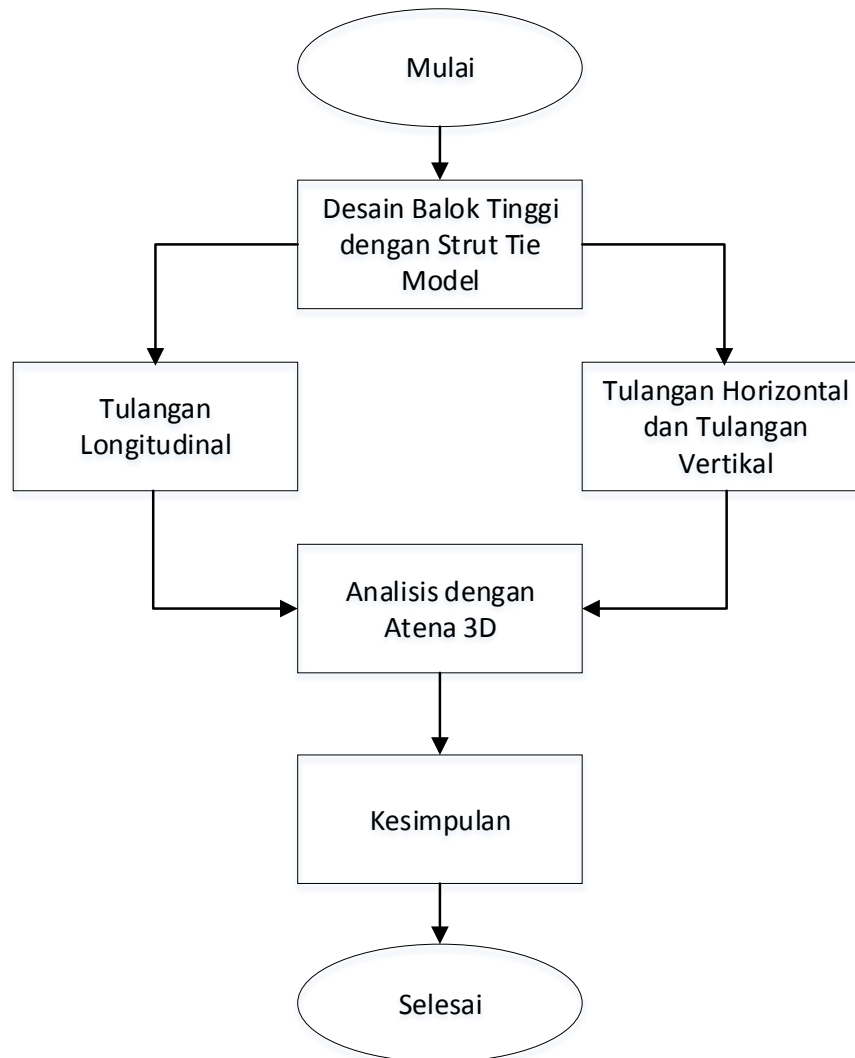 Mulai
Desain Balok Tinggi
dengan Strut Tie
Model
Tulangan
Longitudinal
Tulangan Horizontal
dan Tulangan
Vertikal
Analisis dengan
Atena 3D
Kesimpulan
Selesai